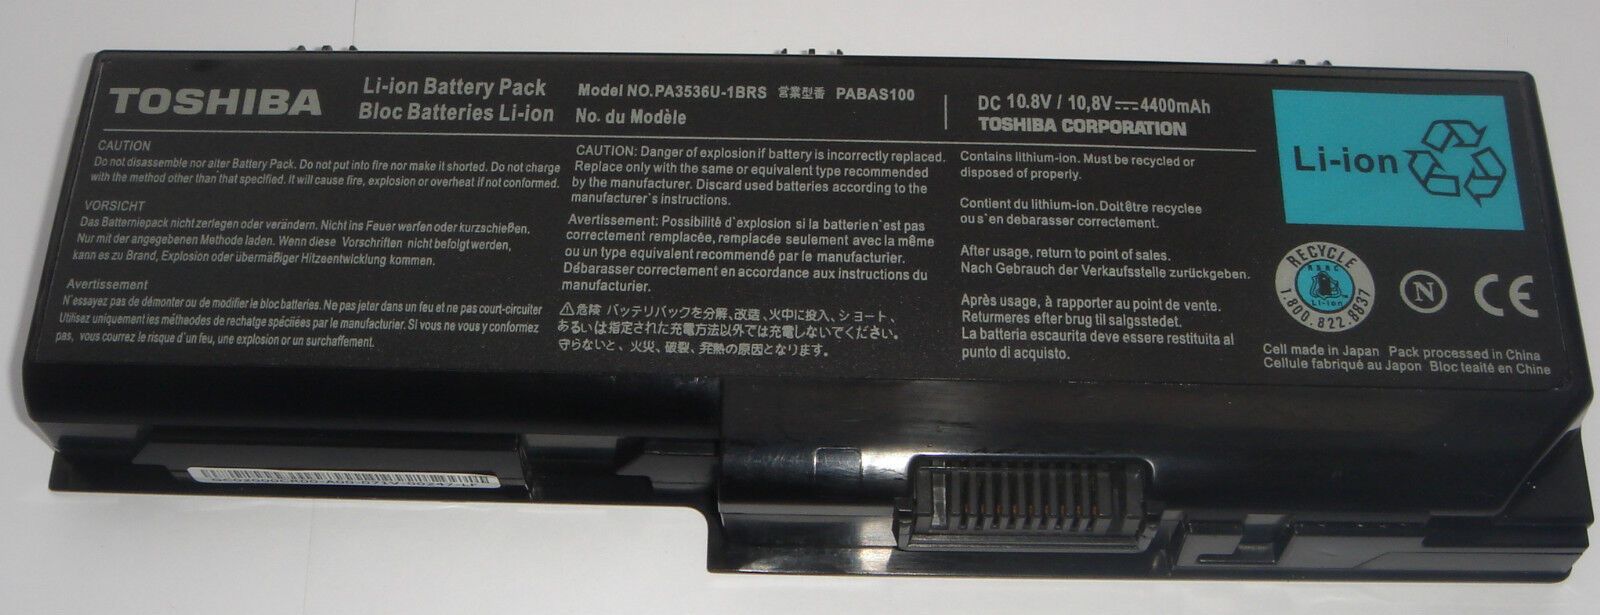 TOSHIBA
Li-ion Battery Pack
Bloc Batteries Li-ion
Model NO.PA3536U-1BRS 営業型番 PABAS100
No. du Modèle
DC 10.8V / 10,8V 4400mAh
TOSHIBA CORPORATION
CAUTION
Do not disassemble nor alter Battery Pack. Do not put into fire nor make it shorted. Do not charge
with the method other than that specified. It will cause fire, explosion or overheat if not conformed.
VORSICHT
Das Batteriepack nicht zerlegen oder verändern. Nicht ins Feuer werfen oder kurzschießen.
Nur mit der angegebenen Methode laden. Wenn diese Vorschriften nicht befolgt werden,
kann es zu Brand, Explosion oder übermäßiger Hitzeentwicklung kommen.
Avertissement
N'essayez pas de démonter ou de modifier le bloc batteries. Ne pas jeter dans un feu et ne pas court-circuiter
Utilisez uniquement les méthodes de rechatge spécifiées par le manufacturier. Si vous ne vous y conformez
pas, vous courrez le risque d'un feu, une explosion or un surchaffement.
CAUTION: Danger of explosion if battery is incorrectly replaced.
Replace only with the same or equivalent type recommended
by the manufacturer. Discard used batteries according to the
manufacturer's instructions.
Avertissement: Possibilité d'explosion si la batterien'est pas
correctement remplacée, remplacée seulement avec la même
ou un type equivalent recommandé par le manufacturier.
Débarasser correctement en accordance aux instructions du
manufacturier.
⚠危険 バッテリパックを分解、改造、火中に投入、ショート、
あるいは指定された充電方法以外では充電しないでください。
守らないと、火災、破裂、発熱の原因となります。
Contains lithium-ion. Must be recycled or
disposed of properly.
Contient du lithium-ion.Doit être recyclee
ou s'en debarasser correctement.
After usage, return to point of sales.
Nach Gebrauch der Verkaufsstelle zurückgeben.
Après usage, à rapporter au point de vente.
Returmeres efter brug til salgsstedet.
La batteria escaurita deve essere restituita al
punto di acquisto.
Li-ion
RECYCLE
RBRC
Li-ion
1.800.822.8837
N
CE
Cell made in Japan Pack processed in China
Cellule fabriqué au Japon Bloc teaité en Chine